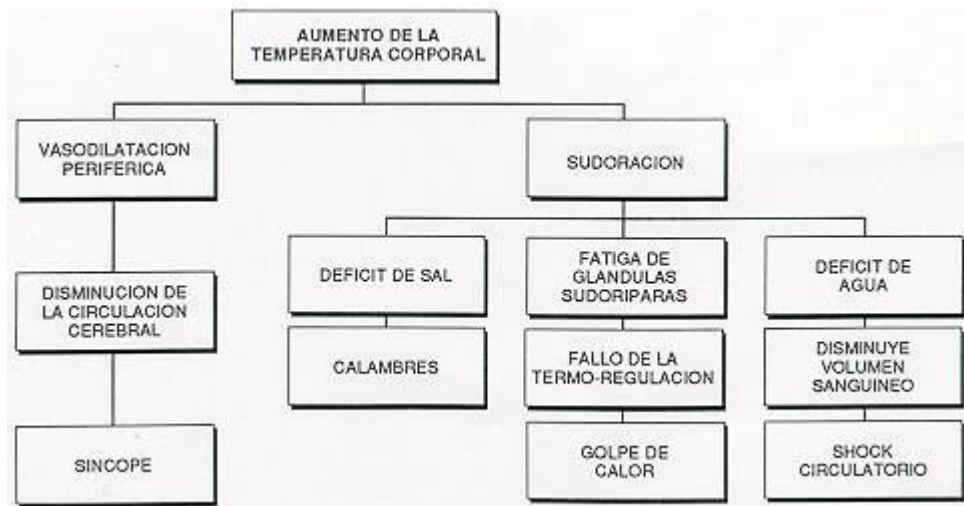 AUMENTO DE LA
TEMPERATURA CORPORAL
VASODILATACION
PERIFERICA
SUDORACION
DEFICIT DE SAL
FATIGA DE
GLANDULAS
SUDORIPARAS
DEFICIT DE
AGUA
DISMINUCION DE
LA CIRCULACION
CEREBRAL
CALAMBRES
FALLO DE LA
TERMO-REGULACION
DISMINUYE
VOLUMEN
SANGUINEO
SINCOPE
GOLPE DE
CALOR
SHOCK
CIRCULATORIO